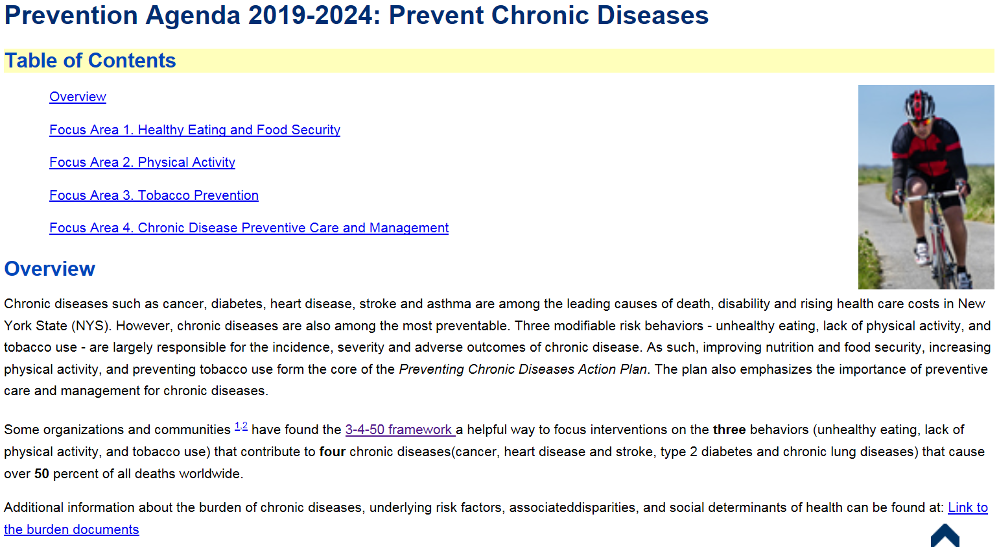 Prevention Agenda 2019-2024: Prevent Chronic Diseases
Table of Contents
Overview
Focus Area 1. Healthy Eating and Food Security
Focus Area 2. Physical Activity
Focus Area 3. Tobacco Prevention
Focus Area 4. Chronic Disease Preventive Care and Management
Overview
Chronic diseases such as cancer, diabetes, heart disease, stroke and asthma are among the leading causes of death, disability and rising health care costs in New
York State (NYS). However, chronic diseases are also among the most preventable. Three modifiable risk behaviors - unhealthy eating, lack of physical activity, and
tobacco use - are largely responsible for the incidence, severity and adverse outcomes of chronic disease. As such, improving nutrition and food security, increasing
physical activity, and preventing tobacco use form the core of the Preventing Chronic Diseases Action Plan. The plan also emphasizes the importance of preventive
care and management for chronic diseases.
Some organizations and communities 1,2 have found the 3-4-50 framework a helpful way to focus interventions on the three behaviors (unhealthy eating, lack of
physical activity, and tobacco use) that contribute to four chronic diseases(cancer, heart disease and stroke, type 2 diabetes and chronic lung diseases) that cause
over 50 percent of all deaths worldwide.
Additional information about the burden of chronic diseases, underlying risk factors, associateddisparities, and social determinants of health can be found at: Link to
the burden documents